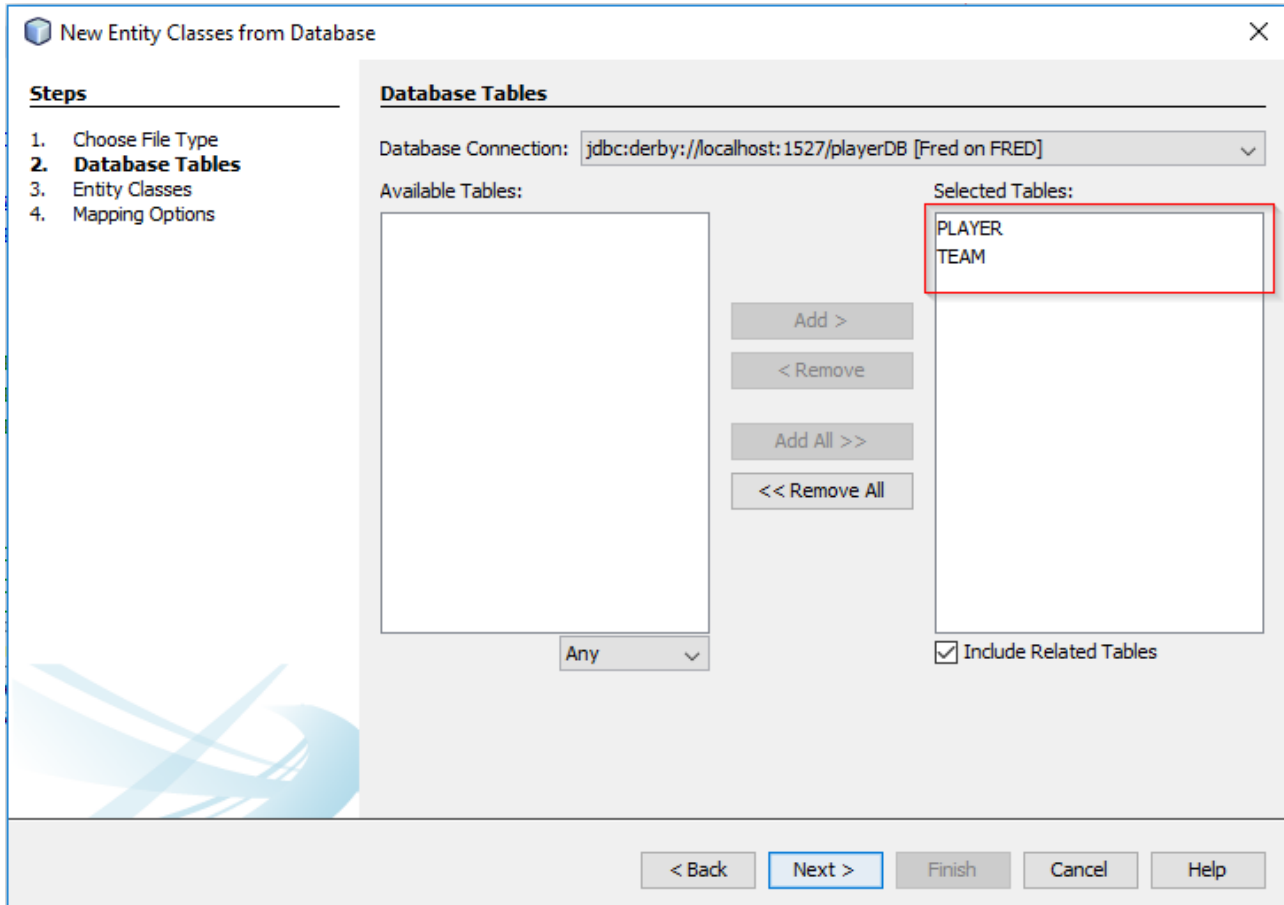 New Entity Classes from Database
Steps
1. Choose File Type
2. Database Tables
3. Entity Classes
4. Mapping Options
Database Tables
Database Connection: jdbc:derby://localhost:1527/playerDB [Fred on FRED]
Available Tables:
Selected Tables:
PLAYER
TEAM
Add >
< Remove
Add All >>
<< Remove All
Any
Include Related Tables
< Back Next > Finish Cancel Help